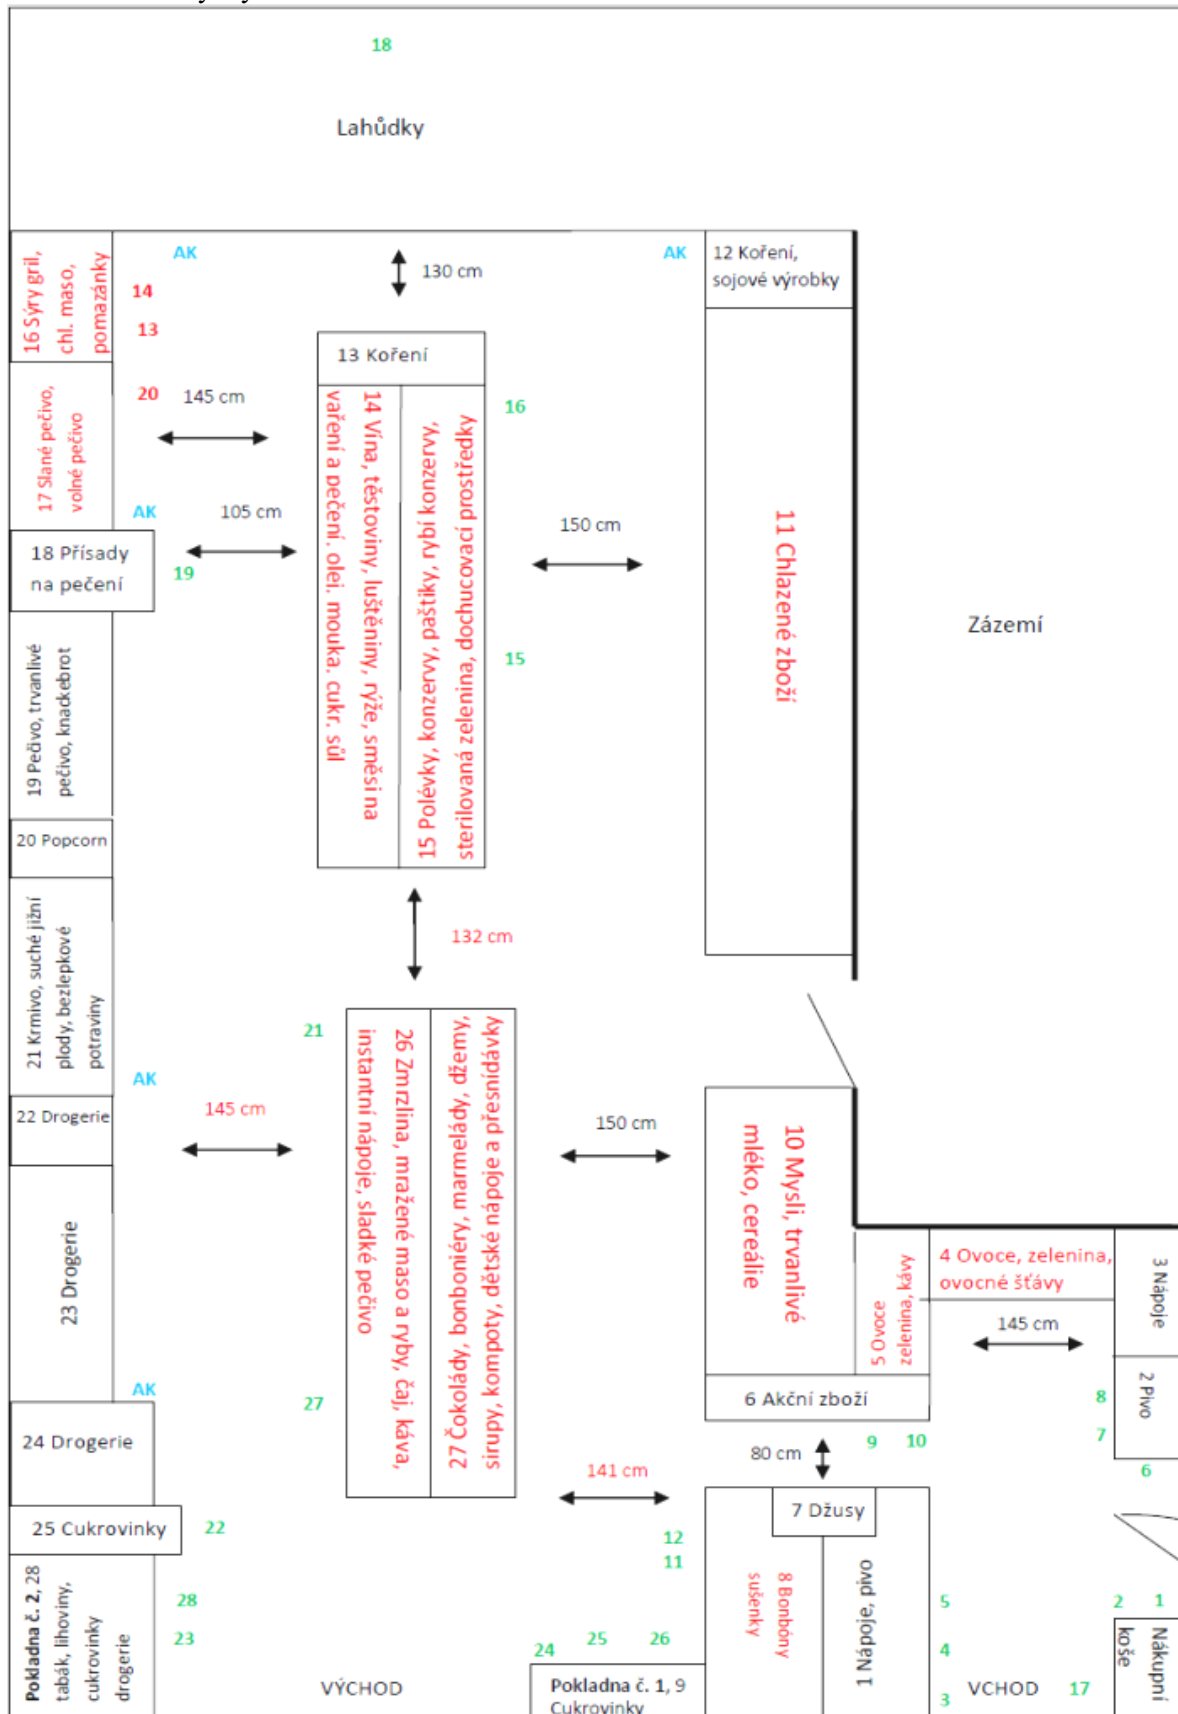 18
Lahůdky
AK
AK
130 cm
12 Koření,
sojové výrobky
16 Sýry gril,
chl. maso,
pomazánky
14
13
20
145 cm
13 Koření
16
17 Slané pečivo,
volné pečivo
14 Vína, těstoviny, luštěniny, rýže, směsi na
vaření a pečení, olej, mouka, cukr, sůl
15 Polévky, konzervy, paštiky, rybí konzervy,
sterilovaná zelenina, dochucovací prostředky
AK
105 cm
150 cm
11 Chlazené zboží
18 Přísady
na pečení
19
Zázemí
15
19 Pečivo, trvanlivé
pečivo, knackebrot
20 Popcorn
21 Krmivo, suché jižní
plody, bezlepkové
potraviny
132 cm
21
AK
22 Drogerie
145 cm
26 Zmrzlina, mražené maso a ryby, čaj, káva,
instantní nápoje, sladké pečivo
27 Čokolády, bonboniéry, marmelády, džemy,
sirupy, kompoty, dětské nápoje a přesnídávky
150 cm
10 Mysli, trvanlivé
mléko, cereálie
5 Ovoce
zelenina, kávy
4 Ovoce, zelenina,
ovocné šťávy
3 Nápoje
145 cm
23 Drogerie
2 Pivo
AK
27
6 Akční zboží
8
7
24 Drogerie
9
10
80 cm
6
141 cm
7 Džusy
25 Cukrovinky
22
12
11
8 Bonbóny
sušenky
1 Nápoje, pivo
Pokladna č. 2, 28
tabák, lihoviny,
cukrovinky
drogerie
28
23
5
2
1
24
25
26
4
Nákupní
koše
VÝCHOD
Pokladna č. 1, 9
Cukrovinky
3
VCHOD
17